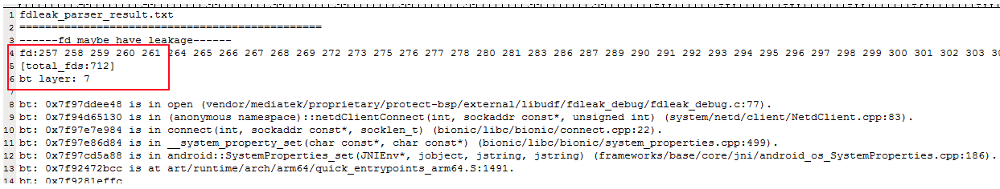 1 fdleak_parser_result.txt
2 ================================================
3 ------fd maybe have leakage------
4 fd:257 258 259 260 261 264 265 266 267 268 269 272 273 275 276 277 278 280 281 283 286 287 289 290 291 292 293 294 295 296 297 298 299 300 301 302 303 30
5 [total_fds:712]
6 bt layer: 7
7
8 bt: 0x7f97ddee48 is in open (vendor/mediatek/proprietary/protect-bsp/external/libudf/fdleak_debug/fdleak_debug.c:77).
9 bt: 0x7f94d65130 is in (anonymous namespace)::netdClientConnect(int, sockaddr const*, unsigned int) (system/netd/client/NetdClient.cpp:83).
10 bt: 0x7f97e7e984 is in connect(int, sockaddr const*, socklen_t) (bionic/libc/bionic/connect.cpp:22).
11 bt: 0x7f97e86d84 is in __system_property_set(char const*, char const*) (bionic/libc/bionic/system_properties.cpp:499).
12 bt: 0x7f97cd5a88 is in android::SystemProperties_set(JNIEnv*, jobject, jstring, jstring) (frameworks/base/core/jni/android_os_SystemProperties.cpp:186).
13 bt: 0x7f92472bcc is at art/runtime/arch/arm64/quick_entrypoints_arm64.S:1491.
14 bt: 0x7f9281effc